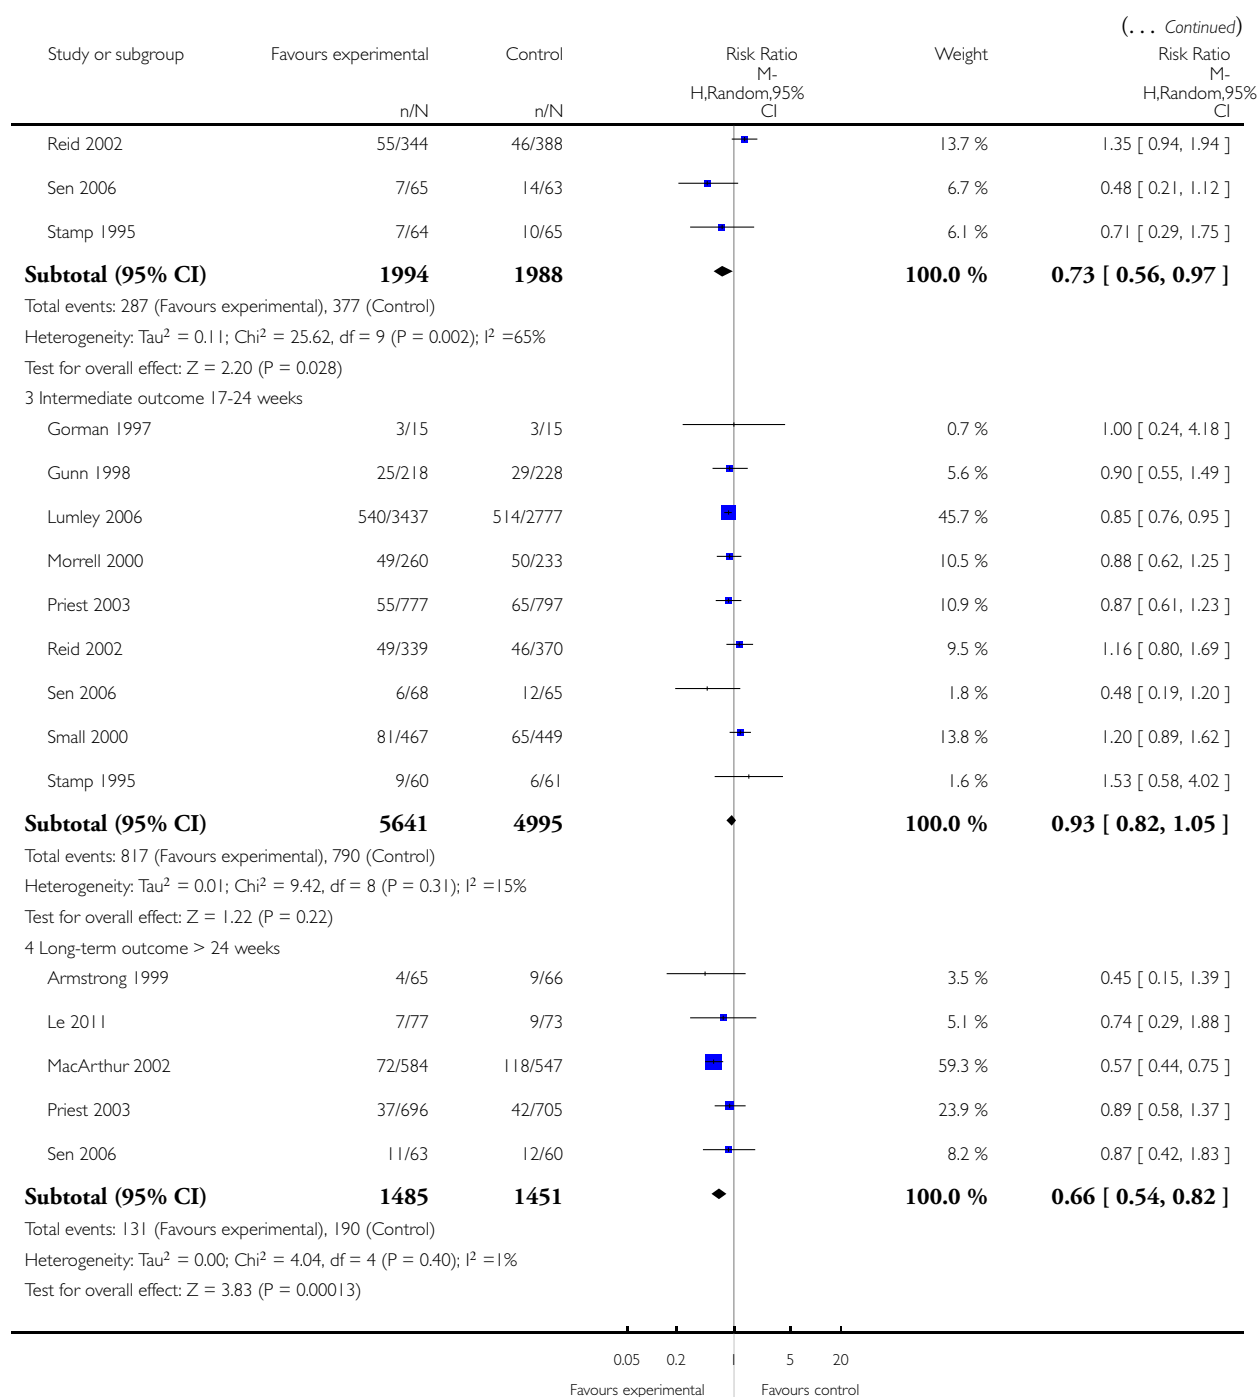 (... Continued)
Study or subgroup Favours experimental Control Risk Ratio Weight Risk Ratio
M- M-
H,Random,95% H,Random,95%
n/N n/N CI CI
Reid 2002 55/344 46/388 13.7 % 1.35 [ 0.94, 1.94 ]
Sen 2006 7/65 14/63 6.7 % 0.48 [ 0.21, 1.12 ]
Stamp 1995 7/64 10/65 6.1 % 0.71 [ 0.29, 1.75 ]
Subtotal (95% CI) 1994 1988 100.0 % 0.73 [ 0.56, 0.97 ]
Total events: 287 (Favours experimental), 377 (Control)
Heterogeneity: Tau² = 0.11; Chi² = 25.62, df = 9 (P = 0.002); I² =65%
Test for overall effect: Z = 2.20 (P = 0.028)
3 Intermediate outcome 17-24 weeks
Gorman 1997 3/15 3/15 0.7 % 1.00 [ 0.24, 4.18 ]
Gunn 1998 25/218 29/228 5.6 % 0.90 [ 0.55, 1.49 ]
Lumley 2006 540/3437 514/2777 45.7 % 0.85 [ 0.76, 0.95 ]
Morrell 2000 49/260 50/233 10.5 % 0.88 [ 0.62, 1.25 ]
Priest 2003 55/777 65/797 10.9 % 0.87 [ 0.61, 1.23 ]
Reid 2002 49/339 46/370 9.5 % 1.16 [ 0.80, 1.69 ]
Sen 2006 6/68 12/65 1.8 % 0.48 [ 0.19, 1.20 ]
Small 2000 81/467 65/449 13.8 % 1.20 [ 0.89, 1.62 ]
Stamp 1995 9/60 6/61 1.6 % 1.53 [ 0.58, 4.02 ]
Subtotal (95% CI) 5641 4995 100.0 % 0.93 [ 0.82, 1.05 ]
Total events: 817 (Favours experimental), 790 (Control)
Heterogeneity: Tau² = 0.01; Chi² = 9.42, df = 8 (P = 0.31); I² =15%
Test for overall effect: Z = 1.22 (P = 0.22)
4 Long-term outcome > 24 weeks
Armstrong 1999 4/65 9/66 3.5 % 0.45 [ 0.15, 1.39 ]
Le 2011 7/77 9/73 5.1 % 0.74 [ 0.29, 1.88 ]
MacArthur 2002 72/584 118/547 59.3 % 0.57 [ 0.44, 0.75 ]
Priest 2003 37/696 42/705 23.9 % 0.89 [ 0.58, 1.37 ]
Sen 2006 11/63 12/60 8.2 % 0.87 [ 0.42, 1.83 ]
Subtotal (95% CI) 1485 1451 100.0 % 0.66 [ 0.54, 0.82 ]
Total events: 131 (Favours experimental), 190 (Control)
Heterogeneity: Tau² = 0.00; Chi² = 4.04, df = 4 (P = 0.40); I² =1%
Test for overall effect: Z = 3.83 (P = 0.00013)
0.05 0.2 1 5 20
Favours experimental Favours control